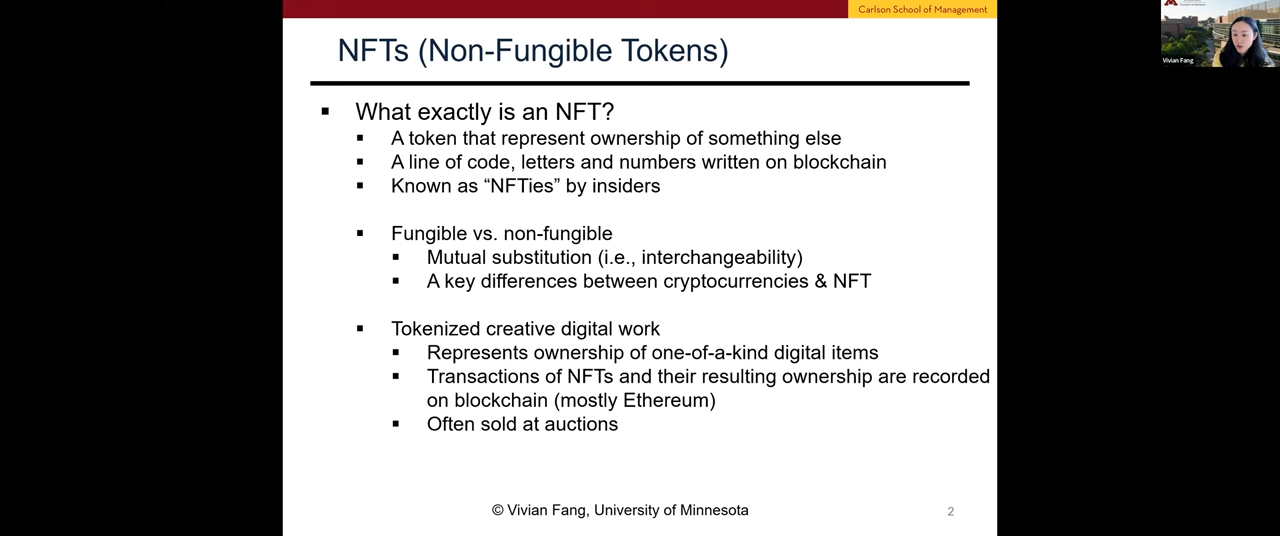 Carlson School of Management
NFTs (Non-Fungible Tokens)
▪ What exactly is an NFT?
▪ A token that represent ownership of something else
▪ A line of code, letters and numbers written on blockchain
▪ Known as “NFTies” by insiders
▪ Fungible vs. non-fungible
▪ Mutual substitution (i.e., interchangeability)
▪ A key differences between cryptocurrencies & NFT
▪ Tokenized creative digital work
▪ Represents ownership of one-of-a-kind digital items
▪ Transactions of NFTs and their resulting ownership are recorded
on blockchain (mostly Ethereum)
▪ Often sold at auctions
© Vivian Fang, University of Minnesota
2
Vivian Fang